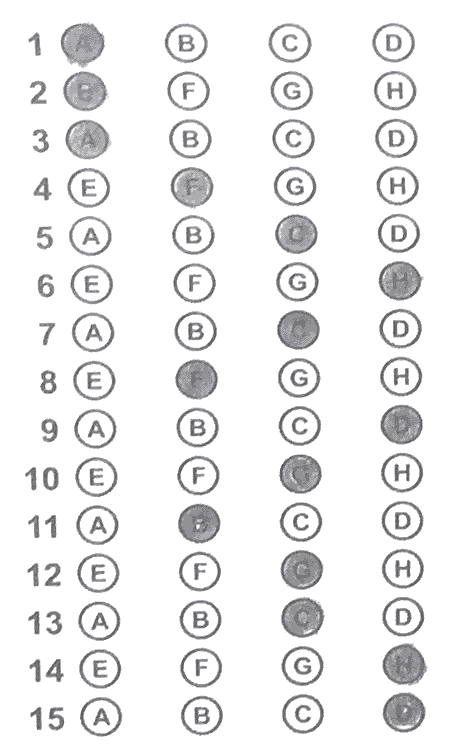 1 A B C D
2 E F G H
3 A B C D
4 E F G H
5 A B C D
6 E F G H
7 A B C D
8 E F G H
9 A B C D
10 E F G H
11 A B C D
12 E F G H
13 A B C D
14 E F G H
15 A B C D